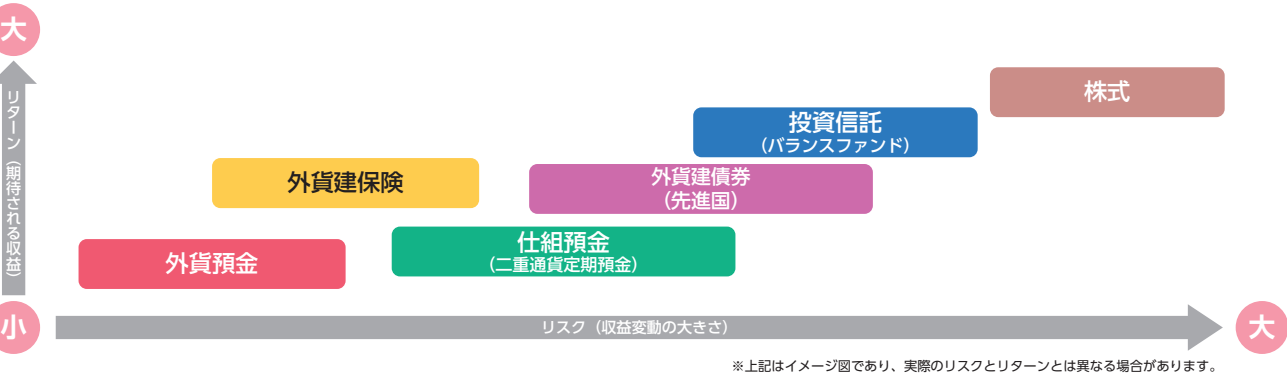 大
リターン（期待される収益）
株式
投資信託
（バランスファンド）
外貨建保険
外貨建債券
（先進国）
仕組預金
（二重通貨定期預金）
外貨預金
小
リスク（収益変動の大きさ）
大
※上記はイメージ図であり、実際のリスクとリターンとは異なる場合があります。